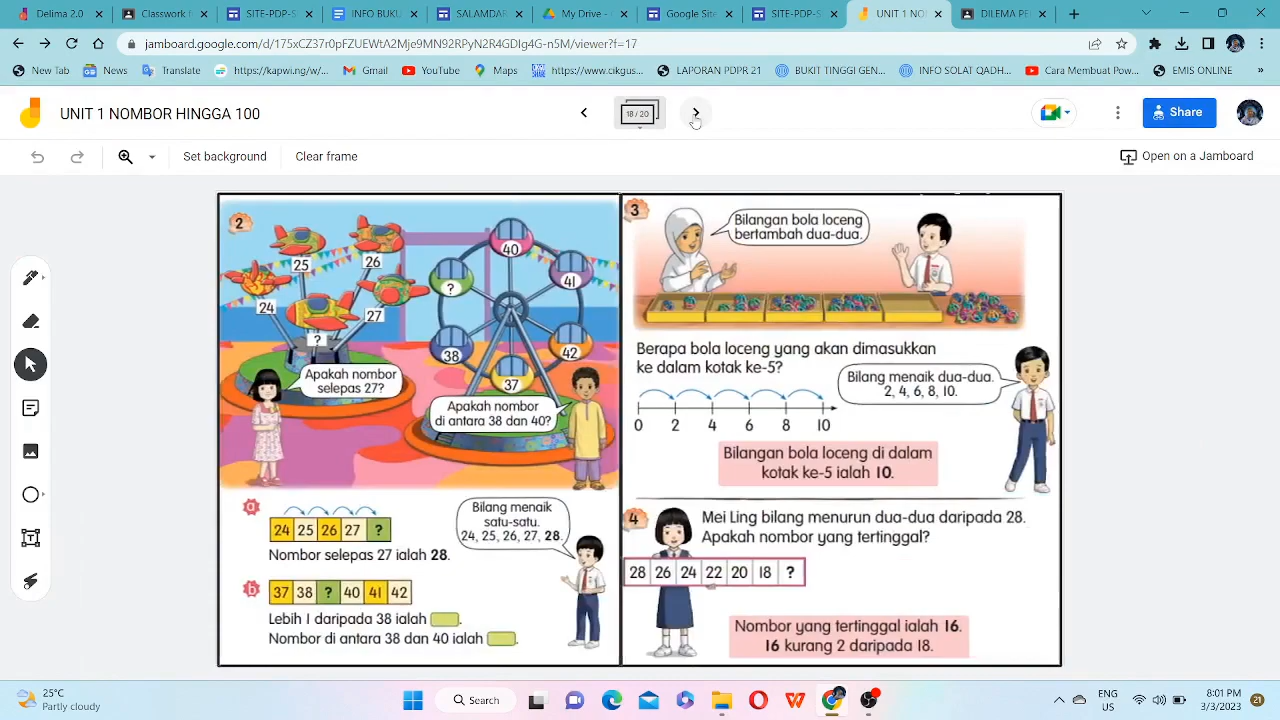 Delima 2.0
Classwork f
SITE-PDP-S
INFO BUKU
SALAMDAR
My Drive -
Google Site
SITE-PDP-S
UNIT 1 NOM
DILEMA PE
jamboard.google.com/d/175xCZ37r0pFZUEWtA2Mje9MN92RPyN2R4GDIg4G-n5M/viewer?f=17
New Tab
News
Translate
https://kapwi.ng/w/...
Gmail
YouTube
Maps
https://www.cikgus...
LAPORAN PDPR 21
BUKIT TINGGI GEN...
INFO SOLAT QADH...
Cara Membuat Pow...
EMIS ONLINE
UNIT 1 NOMBOR HINGGA 100
18 / 20
Share
Set background
Clear frame
Open on a Jamboard
2
25
26
24
27
?
40
?
41
38
42
37
Apakah nombor
selepas 27?
Apakah nombor
di antara 38 dan 40?
a
24 25 26 27 ?
Nombor selepas 27 ialah 28.
Bilang menaik
satu-satu.
24, 25, 26, 27, 28.
b
37 38 ? 40 41 42
Lebih 1 daripada 38 ialah
Nombor di antara 38 dan 40 ialah
.
.
3
Bilangan bola loceng
bertambah dua-dua.
Berapa bola loceng yang akan dimasukkan
ke dalam kotak ke-5?
Bilang menaik dua-dua.
2, 4, 6, 8, 10.
0 2 4 6 8 10
Bilangan bola loceng di dalam
kotak ke-5 ialah 10.
4
Mei Ling bilang menurun dua-dua daripada 28.
Apakah nombor yang tertinggal?
28 26 24 22 20 18 ?
Nombor yang tertinggal ialah 16.
16 kurang 2 daripada 18.
25°C
Partly cloudy
Search
ENG
US
8:01 PM
3/3/2023
21